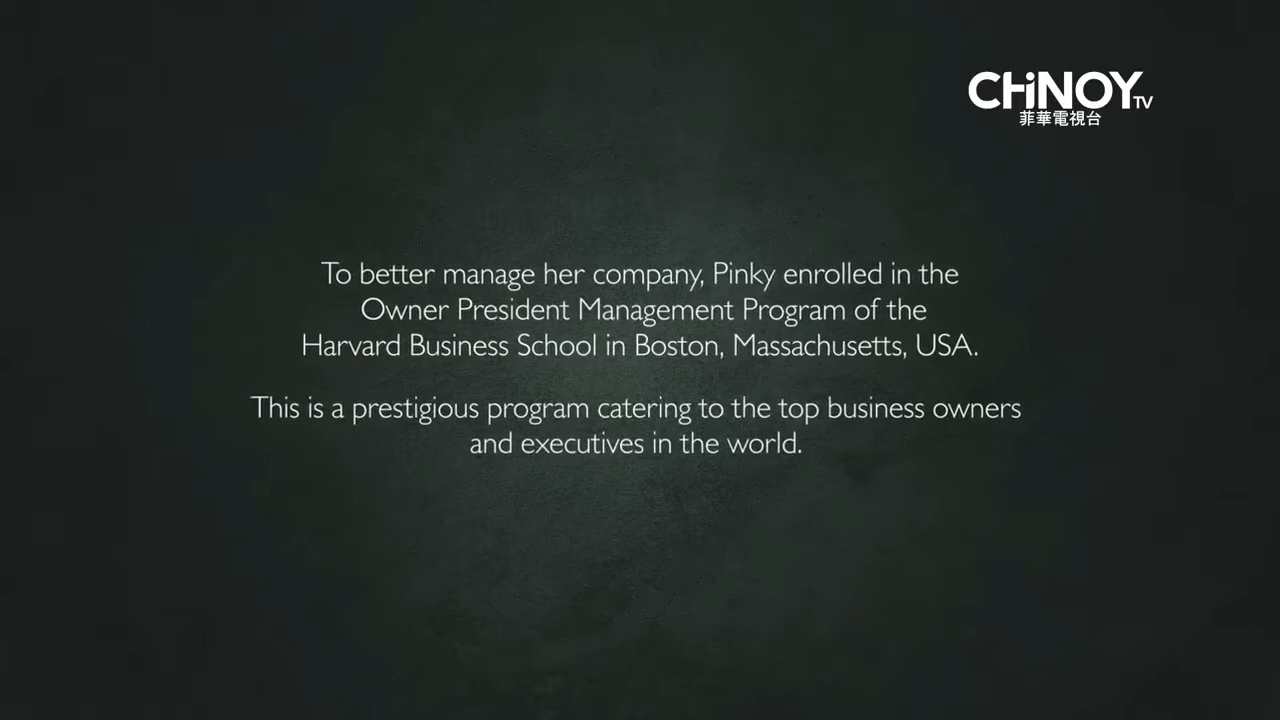 CHiNOY TV
菲華電視台
To better manage her company, Pinky enrolled in the
Owner President Management Program of the
Harvard Business School in Boston, Massachusetts, USA.
This is a prestigious program catering to the top business owners
and executives in the world.